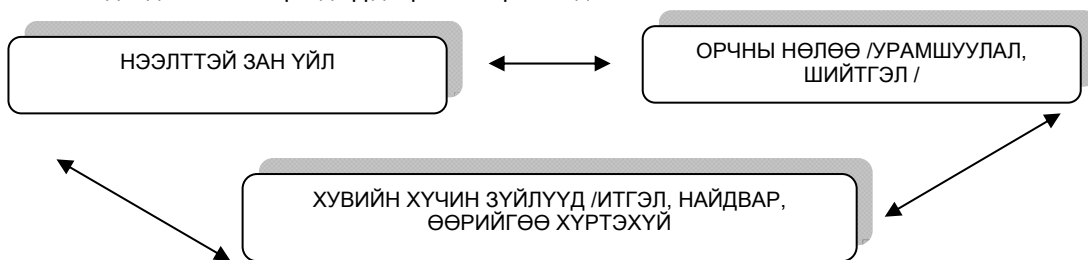 НЭЭЛТТЭЙ ЗАН ҮЙЛ
ОРЧНЫ НӨЛӨӨ /УРАМШУУЛАЛ,
ШИЙТГЭЛ /
ХУВИЙН ХҮЧИН ЗҮЙЛҮҮД /ИТГЭЛ, НАЙДВАР,
ӨӨРИЙГӨӨ ХҮРТЭХҮЙ